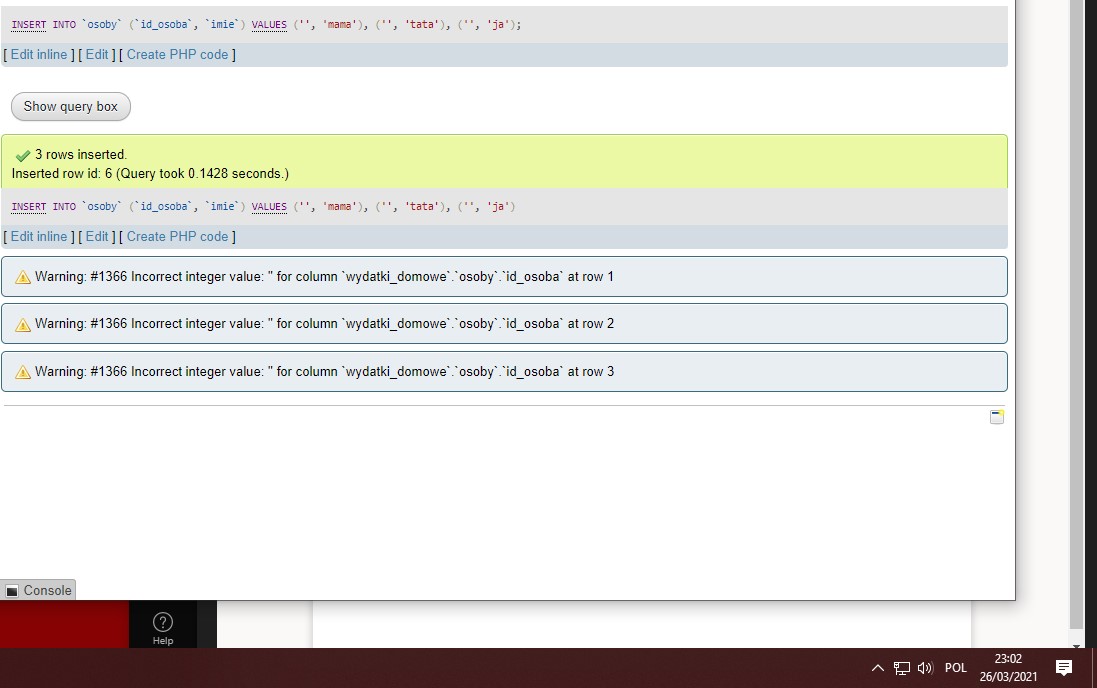 INSERT INTO `osoby` (`id_osoba`, `imie`) VALUES ('', 'mama'), ('', 'tata'), ('', 'ja');
[ Edit inline ] [ Edit ] [ Create PHP code ]
Show query box
3 rows inserted.
Inserted row id: 6 (Query took 0.1428 seconds.)
INSERT INTO `osoby` (`id_osoba`, `imie`) VALUES ('', 'mama'), ('', 'tata'), ('', 'ja')
[ Edit inline ] [ Edit ] [ Create PHP code ]
Warning: #1366 Incorrect integer value: '' for column `wydatki_domowe`.`osoby`.`id_osoba` at row 1
Warning: #1366 Incorrect integer value: '' for column `wydatki_domowe`.`osoby`.`id_osoba` at row 2
Warning: #1366 Incorrect integer value: '' for column `wydatki_domowe`.`osoby`.`id_osoba` at row 3
Console
Help
POL
23:02
26/03/2021